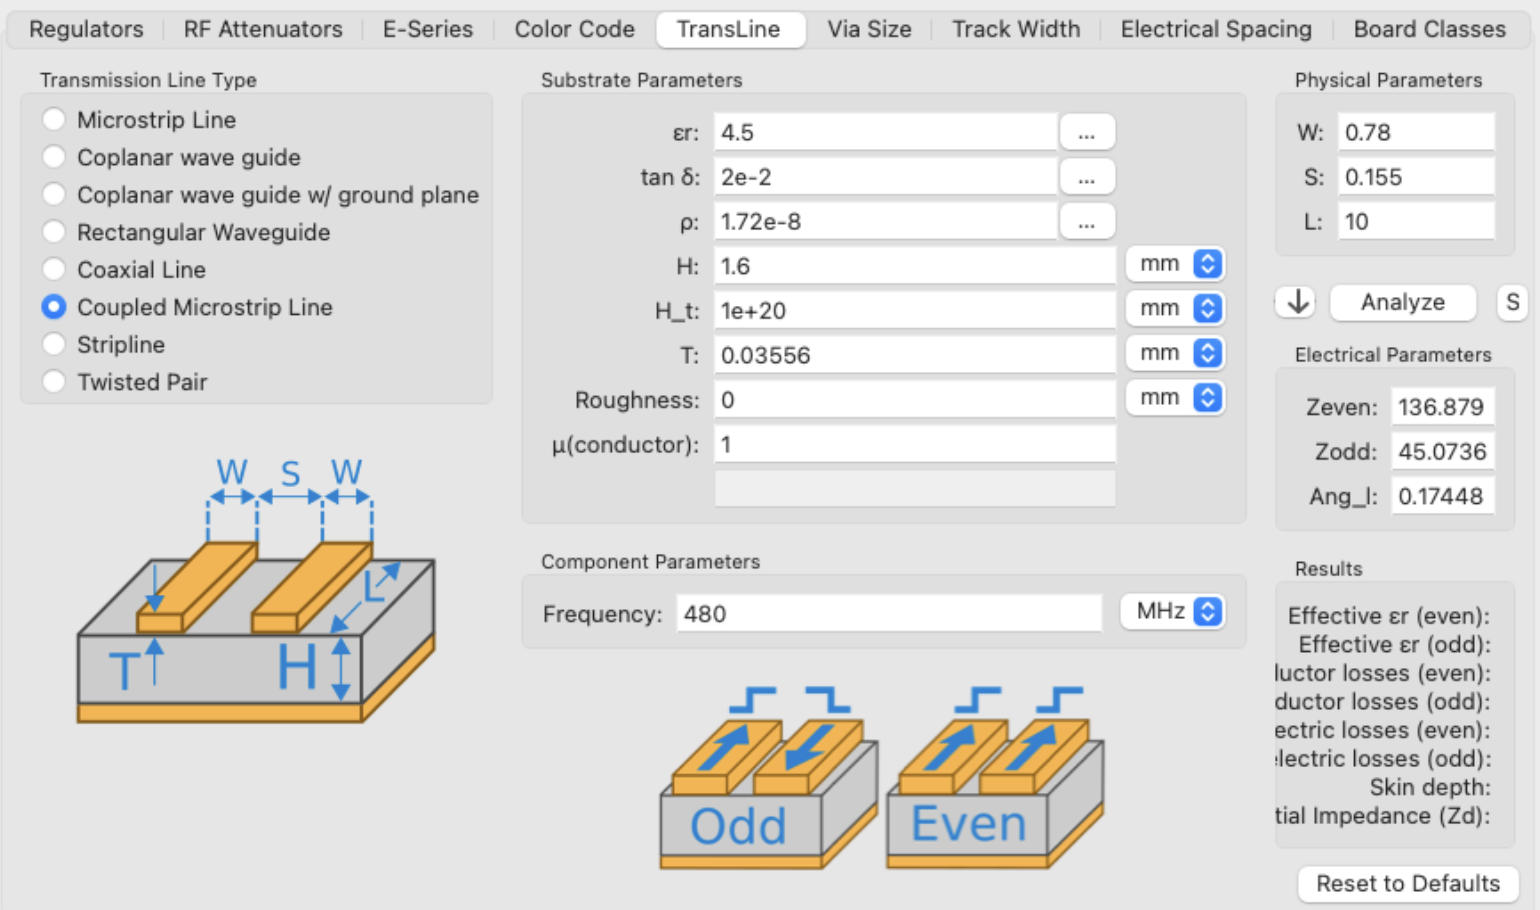 Regulators RF Attenuators E-Series Color Code TransLine Via Size Track Width Electrical Spacing Board Classes
Transmission Line Type
Microstrip Line
Coplanar wave guide
Coplanar wave guide w/ ground plane
Rectangular Waveguide
Coaxial Line
Coupled Microstrip Line
Stripline
Twisted Pair
W S W
L
T H
Substrate Parameters
εr: 4.5 ...
tan δ: 2e-2 ...
ρ: 1.72e-8 ...
H: 1.6 mm
H_t: 1e+20 mm
T: 0.03556 mm
Roughness: 0 mm
μ(conductor): 1
Component Parameters
Frequency: 480 MHz
Odd Even
Physical Parameters
W: 0.78
S: 0.155
L: 10
Analyze S
Electrical Parameters
Zeven: 136.879
Zodd: 45.0736
Ang_l: 0.17448
Results
Effective εr (even):
Effective εr (odd):
luctor losses (even):
ductor losses (odd):
ectric losses (even):
electric losses (odd):
Skin depth:
tial Impedance (Zd):
Reset to Defaults